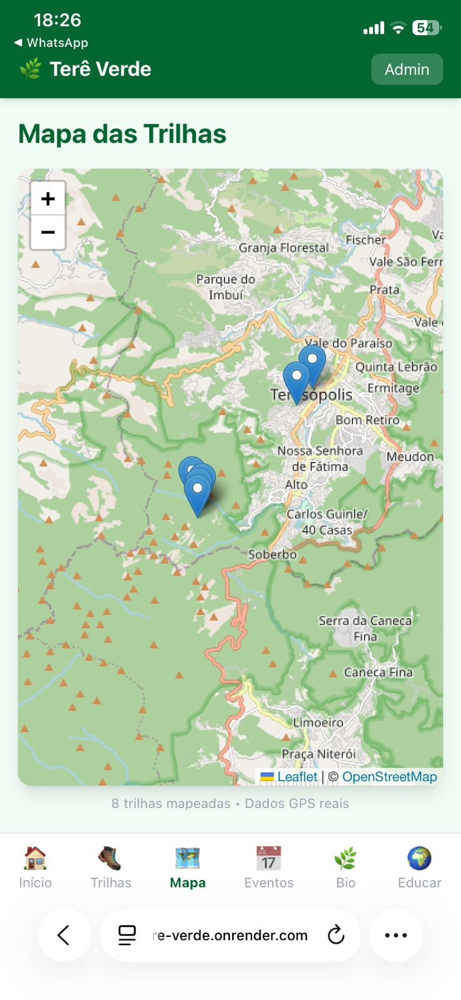 18:26
54
◀ WhatsApp
Terê Verde
Admin
Mapa das Trilhas
+
−
Granja Florestal
Fischer
Va
Vale São Ferr
Parque do
Imbuí
Prata
Vale
Vale do Paraíso
Quinta Lebrão
Ermitage
Bom Retiro
Nossa Senhora
de Fátima
Meudon
Alto
Carlos Guinle/
40 Casas
Soberbo
Serra da Caneca
Fina
Caneca Fina
Limoeiro
Praça Niterói
Leaflet | © OpenStreetMap
8 trilhas mapeadas • Dados GPS reais
JUL
17
Início
Trilhas
Mapa
Eventos
Bio
Educar
re-verde.onrender.com